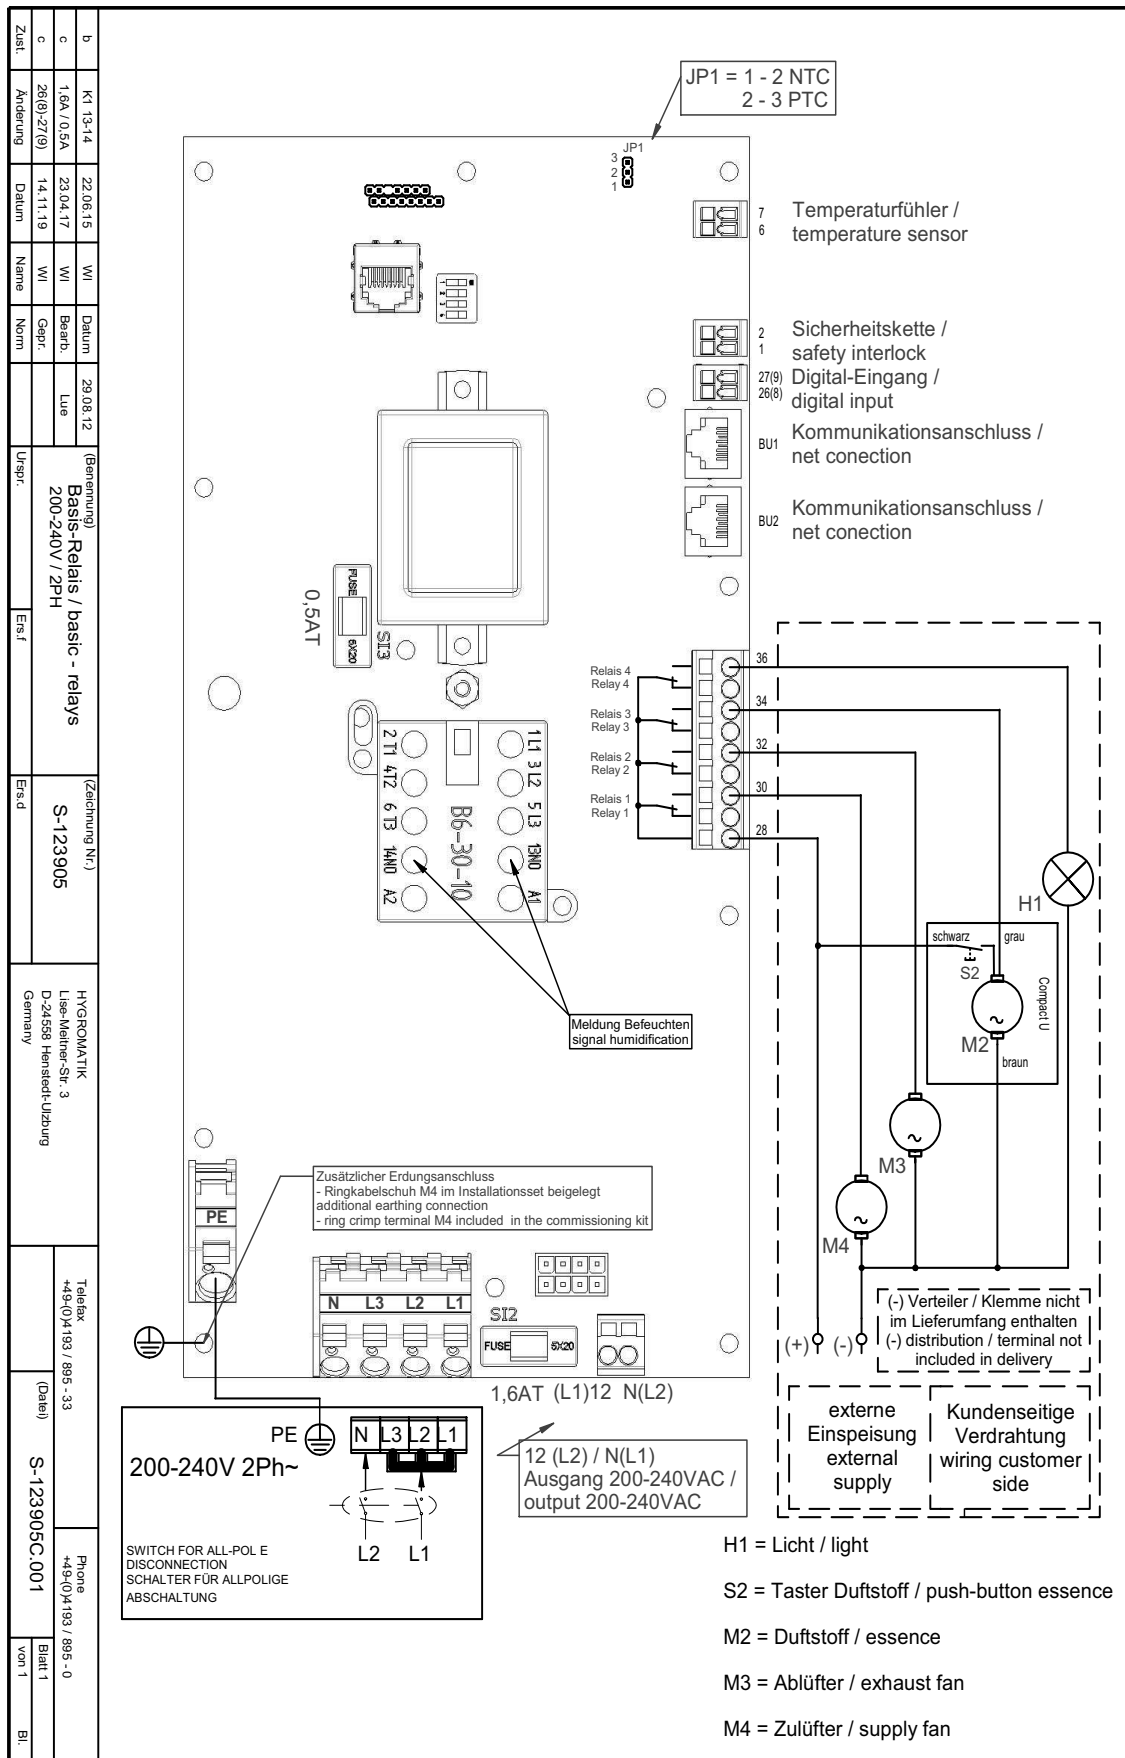 JP1 = 1 - 2 NTC
2 - 3 PTC
JP1
3
2
1
7
6
Temperaturfühler /
temperature sensor
2
1
Sicherheitskette /
safety interlock
27(9)
26(8)
Digital-Eingang /
digital input
BU1
Kommunikationsanschluss /
net conection
BU2
Kommunikationsanschluss /
net conection
FUSE
5X20
0,5AT
SI3
36
34
32
30
28
Relais 4
Relay 4
Relais 3
Relay 3
Relais 2
Relay 2
Relais 1
Relay 1
2 T1 4T2 6 T3 14NO A2
B6-30-10
1L1 3 L2 5 L3 13NO A1
Meldung Befeuchten
signal humidification
H1
schwarz
grau
S2
Compact U
M2
braun
M3
M4
PE
Zusätzlicher Erdungsanschluss
- Ringkabelschuh M4 im Installationsset beigelegt
additional earthing connection
- ring crimp terminal M4 included in the commissioning kit
N L3 L2 L1
SI2
FUSE
5X20
1,6AT (L1)12 N(L2)
(+)
(-)
(-) Verteiler / Klemme nicht
im Lieferumfang enthalten
(-) distribution / terminal not
included in delivery
externe
Einspeisung
external
supply
Kundenseitige
Verdrahtung
wiring customer
side
12 (L2) / N(L1)
Ausgang 200-240VAC /
output 200-240VAC
PE
N L3 L2 L1
200-240V 2Ph~
L2
L1
SWITCH FOR ALL-POL E
DISCONNECTION
SCHALTER FÜR ALLPOLIGE
ABSCHALTUNG
H1 = Licht / light
S2 = Taster Duftstoff / push-button essence
M2 = Duftstoff / essence
M3 = Ablüfter / exhaust fan
M4 = Zulüfter / supply fan
b K1 13-14 22.06.15 WI
c 1,6A / 0,5A 23.04.17 WI
c 26(8)-27(9) 14.11.19 WI
Zust. Änderung Datum Name
Datum 29.08.12
Bearb. Lue
Gepr.
Norm
(Benennung)
Basis-Relais / basic - relays
200-240V / 2PH
Urspr.
Ers.f
(Zeichnung Nr.)
S-123905
Ers.d
HYGROMATIK
Lise-Meitner-Str. 3
D-24558 Henstedt-Ulzburg
Germany
Telefax
+49-(0)4193 / 895 - 33
Phone
+49-(0)4193 / 895 - 0
(Datei)
S-123905C.001
Blatt 1
von 1
Bl.